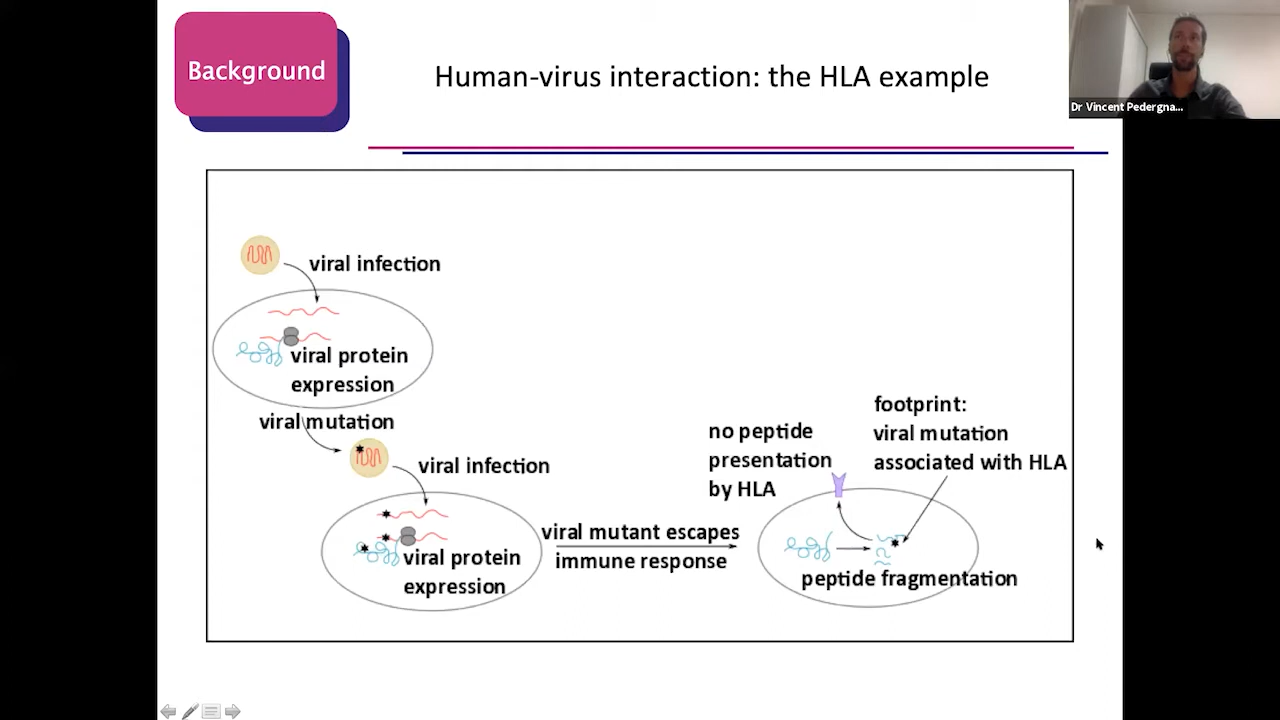 Background
Human-virus interaction: the HLA example
Dr Vincent Pedergna...
viral infection
viral protein
expression
viral mutation
viral infection
viral protein
expression
viral mutant escapes
immune response
no peptide
presentation
by HLA
footprint:
viral mutation
associated with HLA
peptide fragmentation